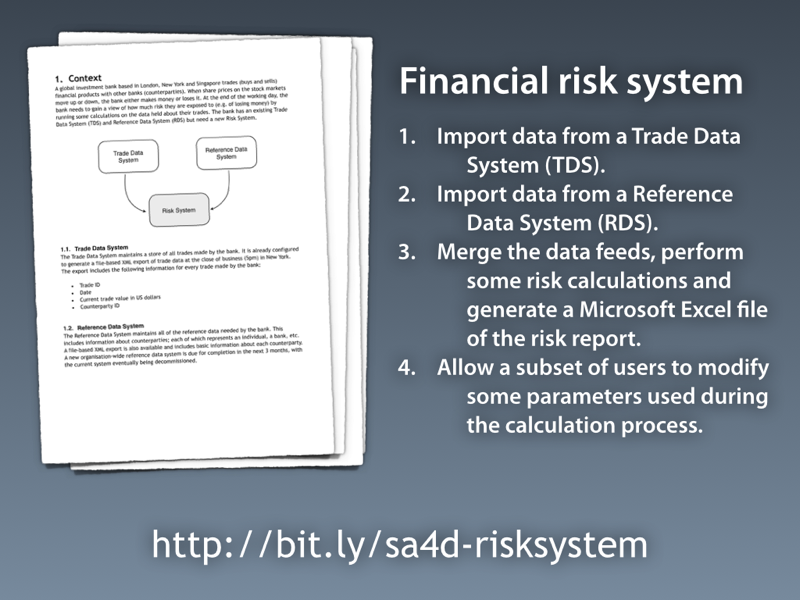 1. Context
A global investment bank based in London, New York and Singapore trades (buys and sells)
financial products with other banks (counterparties). When share prices on the stock markets
move up or down, the bank either makes money or loses it. At the end of the working day, the
bank needs to gain a view of how much risk they are exposed to (e.g. of losing money) by
running some calculations on the data held about their trades. The bank has an existing Trade
Data System (TDS) and Reference Data System (RDS) but need a new Risk System.
Trade Data
System
Reference Data
System
Risk System
1.1. Trade Data System
The Trade Data System maintains a store of all trades made by the bank. It is already configured
to generate a file-based XML export of trade data at the close of business (5pm) in New York.
The export includes the following information for every trade made by the bank:
• Trade ID
• Date
• Current trade value in US dollars
• Counterparty ID
1.2. Reference Data System
The Reference Data System maintains all of the reference data needed by the bank. This
includes information about counterparties; each of which represents an individual, a bank, etc.
A file-based XML export is also available and includes basic information about each counterparty.
A new organisation-wide reference data system is due for completion in the next 3 months, with
the current system eventually being decommissioned.
Financial risk system
1. Import data from a Trade Data
System (TDS).
2. Import data from a Reference
Data System (RDS).
3. Merge the data feeds, perform
some risk calculations and
generate a Microsoft Excel file
of the risk report.
4. Allow a subset of users to modify
some parameters used during
the calculation process.
http://bit.ly/sa4d-risksystem